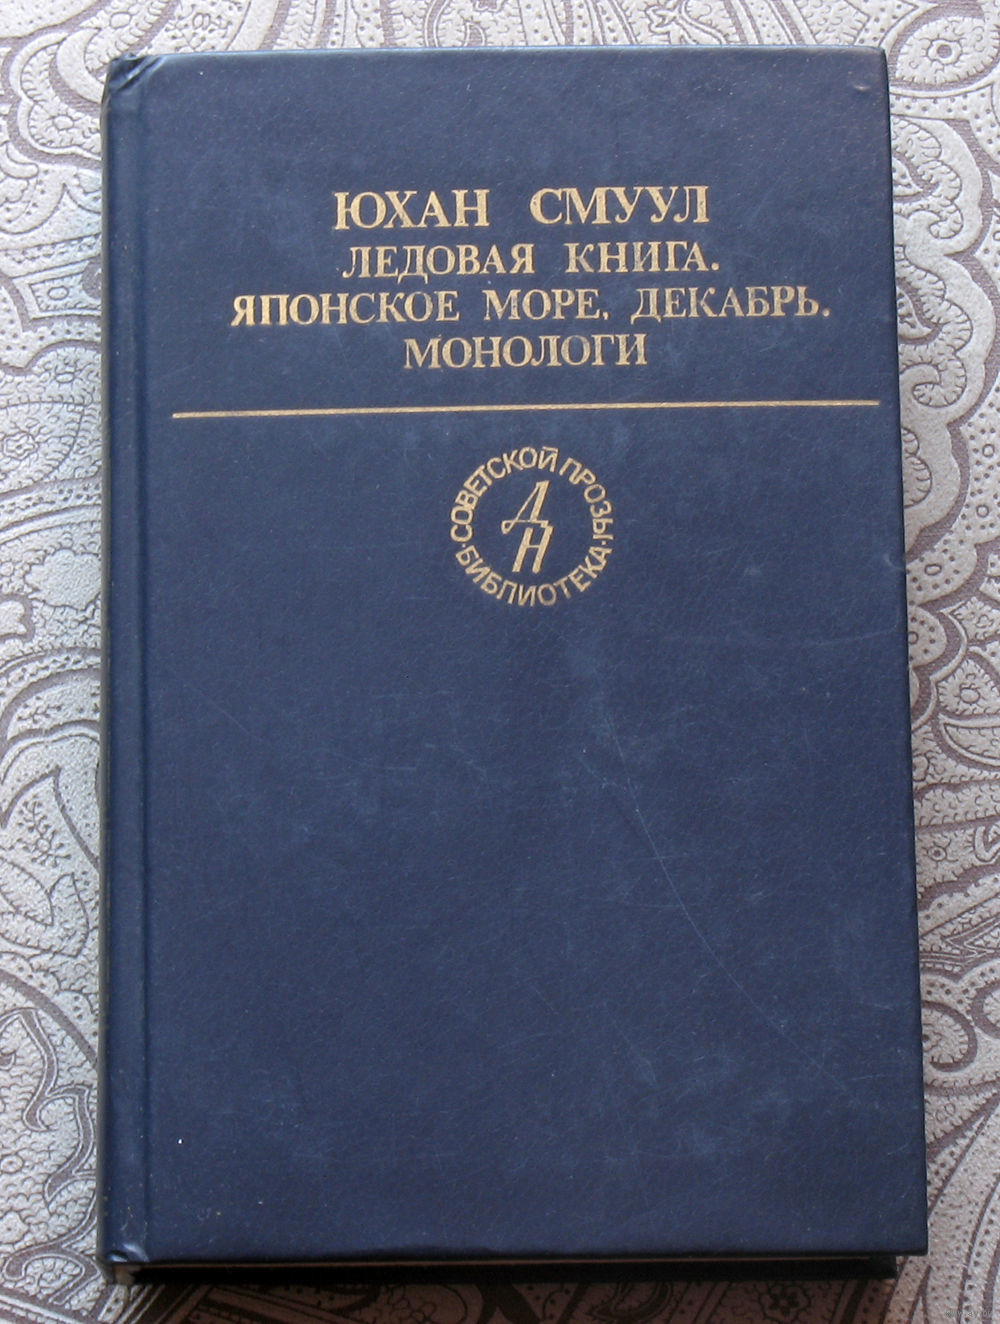 ЮХАН СМУУЛ
ЛЕДОВАЯ КНИГА.
ЯПОНСКОЕ МОРЕ, ДЕКАБРЬ.
МОНОЛОГИ
СОВЕТСКОЙ ПРОЗЫ
ДН
·БИБЛИОТЕКА·